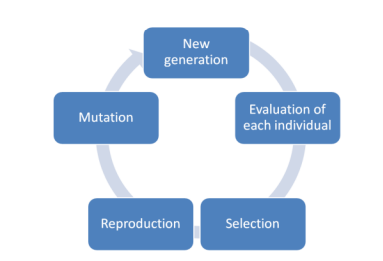 New
generation
Evaluation of
each individual
Selection
Reproduction
Mutation